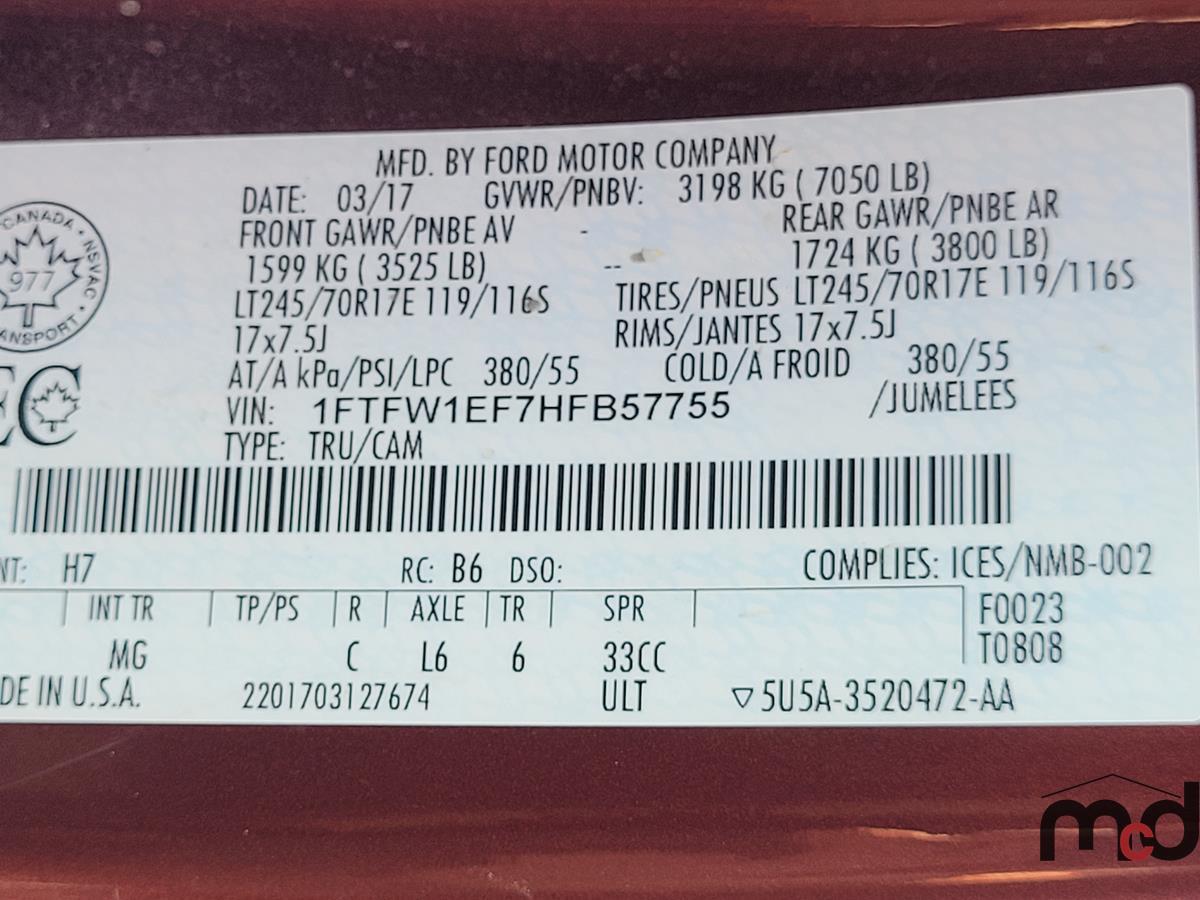 MFD. BY FORD MOTOR COMPANY
DATE: 03/17 GVWR/PNBV: 3198 KG ( 7050 LB)
FRONT GAWR/PNBE AV - REAR GAWR/PNBE AR
1599 KG ( 3525 LB) -- 1724 KG ( 3800 LB)
LT245/70R17E 119/116S TIRES/PNEUS LT245/70R17E 119/116S
17x7.5J RIMS/JANTES 17x7.5J
AT/A kPa/PSI/LPC 380/55 COLD/A FROID 380/55
VIN: 1FTFW1EF7HFB57755 /JUMELEES
TYPE: TRU/CAM
CANADA • NSVAC •
977
ANSPORT •
EC
NT: H7 RC: B6 DSO: COMPLIES: ICES/NMB-002
INT TR TP/PS R AXLE TR SPR F0023
MG C L6 6 33CC T0808
DE IN U.S.A. 2201703127674 ULT ▽5U5A-3520472-AA
mcd